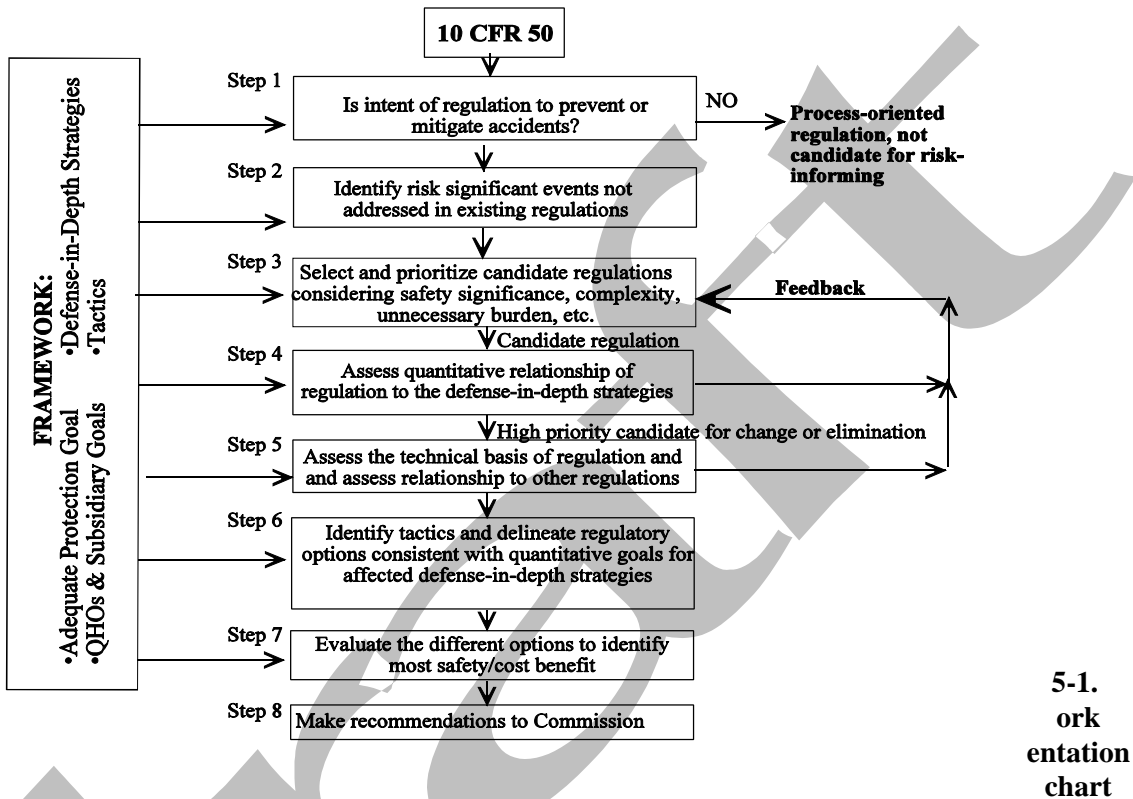 10 CFR 50
FRAMEWORK:
•Adequate Protection Goal
•QHOs & Subsidiary Goals
•Defense-in-Depth Strategies
•Tactics
Step 1
Is intent of regulation to prevent or
mitigate accidents?
NO
Process-oriented
regulation, not
candidate for risk-
informing
Step 2
Identify risk significant events not
addressed in existing regulations
Step 3
Select and prioritize candidate regulations
considering safety significance, complexity,
unnecessary burden, etc.
Feedback
Candidate regulation
Step 4
Assess quantitative relationship of
regulation to the defense-in-depth strategies
High priority candidate for change or elimination
Step 5
Assess the technical basis of regulation and
and assess relationship to other regulations
Step 6
Identify tactics and delineate regulatory
options consistent with quantitative goals for
affected defense-in-depth strategies
Step 7
Evaluate the different options to identify
most safety/cost benefit
Step 8
Make recommendations to Commission
5-1.
ork
entation
chart